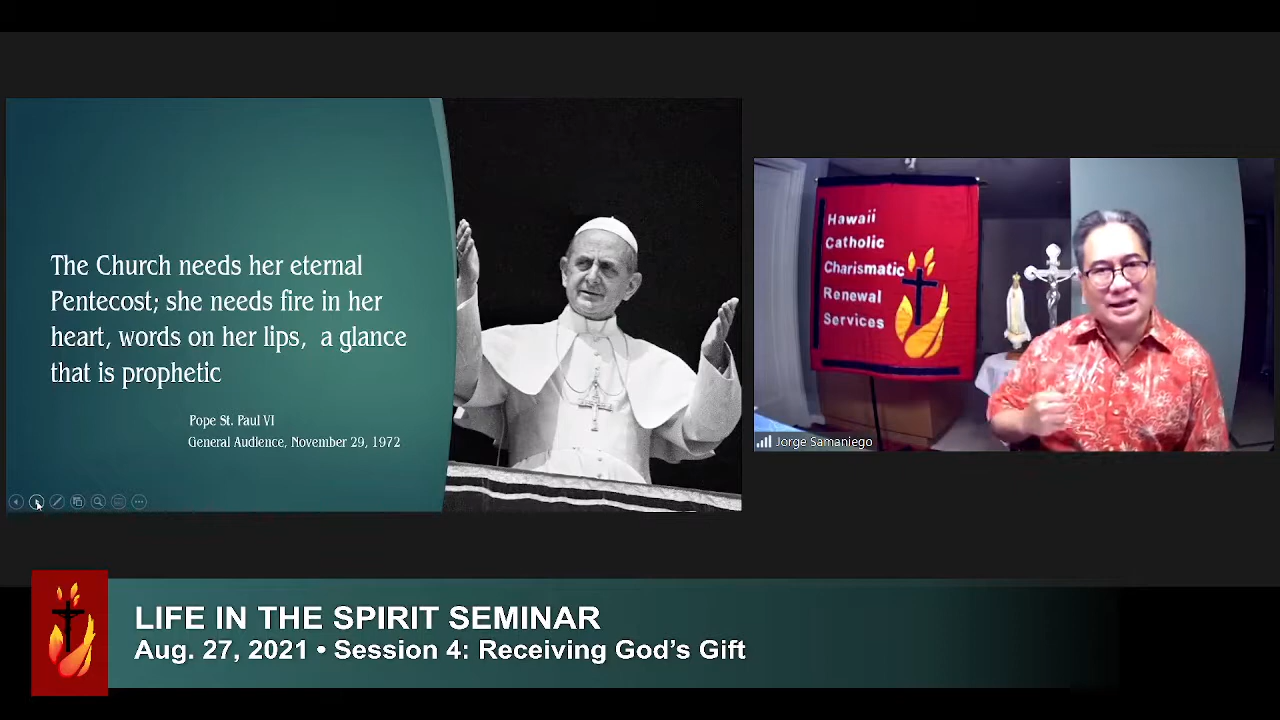 The Church needs her eternal
Pentecost; she needs fire in her
heart, words on her lips, a glance
that is prophetic
Pope St. Paul VI
General Audience, November 29, 1972
Hawaii
Catholic
Charismatic
Renewal
Services
Jorge Samaniego
LIFE IN THE SPIRIT SEMINAR
Aug. 27, 2021 • Session 4: Receiving God’s Gift